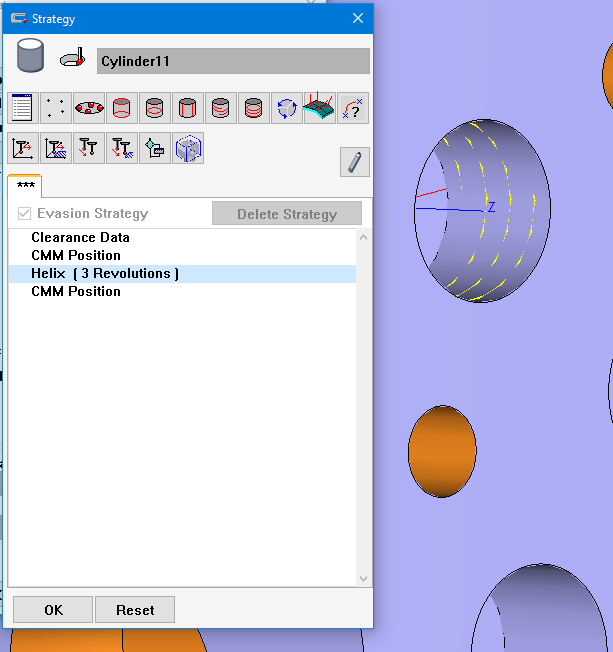 Strategy
Cylinder11
?
***
Evasion Strategy
Delete Strategy
Clearance Data
CMM Position
Helix ( 3 Revolutions )
CMM Position
OK
Reset
Z